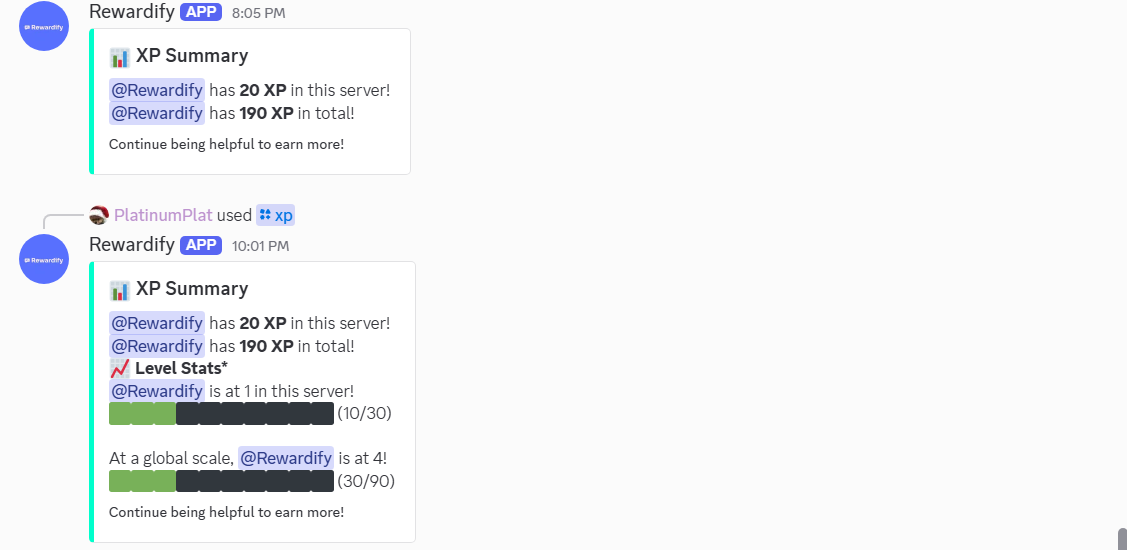 Rewardify APP 8:05 PM
Rewardify
XP Summary
@Rewardify has 20 XP in this server!
@Rewardify has 190 XP in total!
Continue being helpful to earn more!
PlatinumPlat used xp
Rewardify APP 10:01 PM
Rewardify
XP Summary
@Rewardify has 20 XP in this server!
@Rewardify has 190 XP in total!
Level Stats*
@Rewardify is at 1 in this server!
(10/30)
At a global scale, @Rewardify is at 4!
(30/90)
Continue being helpful to earn more!